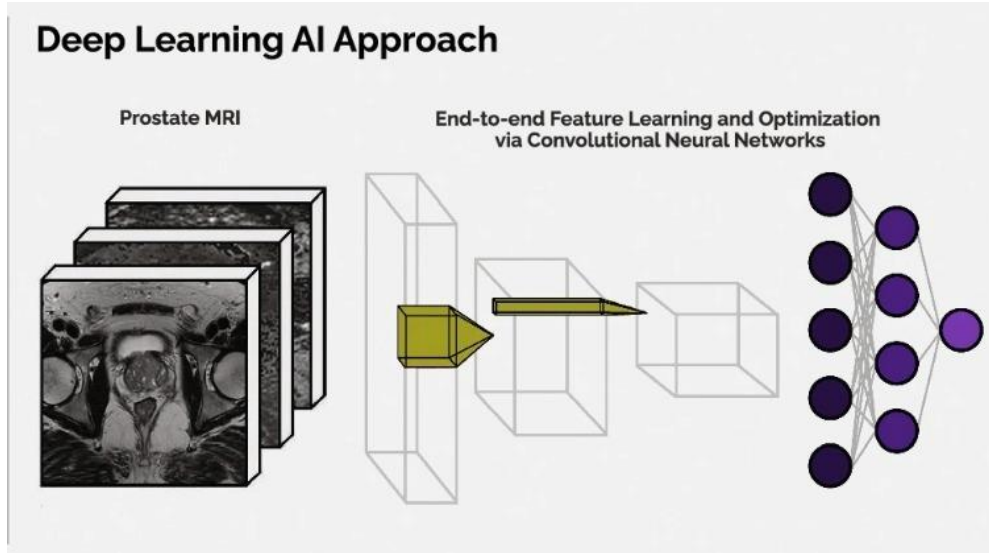 Deep Learning AI Approach
Prostate MRI
End-to-end Feature Learning and Optimization
via Convolutional Neural Networks